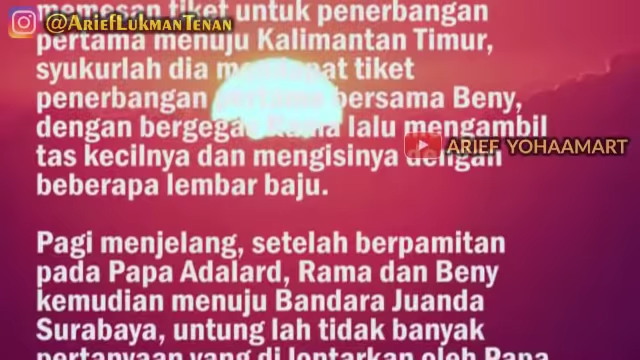 @AriefLukmanTenan
memesan tiket untuk penerbangan
pertama menuju Kalimantan Timur,
syukurlah dia mendapat tiket
penerbangan pertama bersama Beny,
dengan bergegas Rama lalu mengambil
ARIEF YOHAAMART
tas kecilnya dan mengisinya dengan
beberapa lembar baju.
Pagi menjelang, setelah berpamitan
pada Papa Adalard, Rama dan Beny
kemudian menuju Bandara Juanda
Surabaya, untung lah tidak banyak
pertanyaan yang di lontarkan oleh Papa